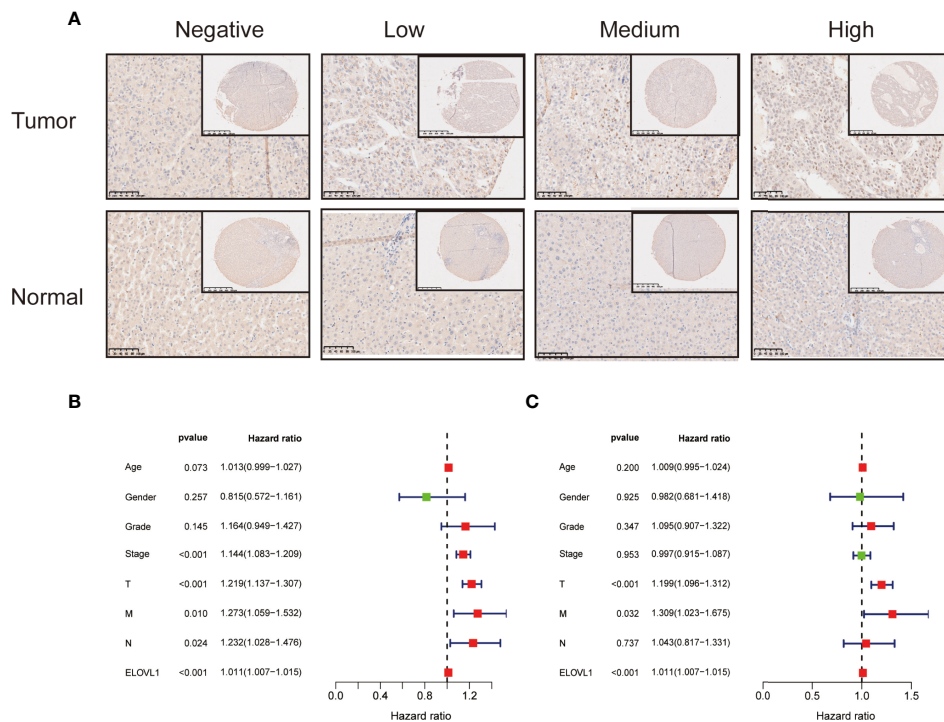 A
Negative Low Medium High
Tumor
Normal
B
pvalue Hazard ratio
Age 0.073 1.013(0.999−1.027)
Gender 0.257 0.815(0.572−1.161)
Grade 0.145 1.164(0.949−1.427)
Stage <0.001 1.144(1.083−1.209)
T <0.001 1.219(1.137−1.307)
M 0.010 1.273(1.059−1.532)
N 0.024 1.232(1.028−1.476)
ELOVL1 <0.001 1.011(1.007−1.015)
0.0 0.4 0.8 1.2
Hazard ratio
C
pvalue Hazard ratio
Age 0.200 1.009(0.995−1.024)
Gender 0.925 0.982(0.681−1.418)
Grade 0.347 1.095(0.907−1.322)
Stage 0.953 0.997(0.915−1.087)
T <0.001 1.199(1.096−1.312)
M 0.032 1.309(1.023−1.675)
N 0.737 1.043(0.817−1.331)
ELOVL1 <0.001 1.011(1.007−1.015)
0.0 0.5 1.0 1.5
Hazard ratio